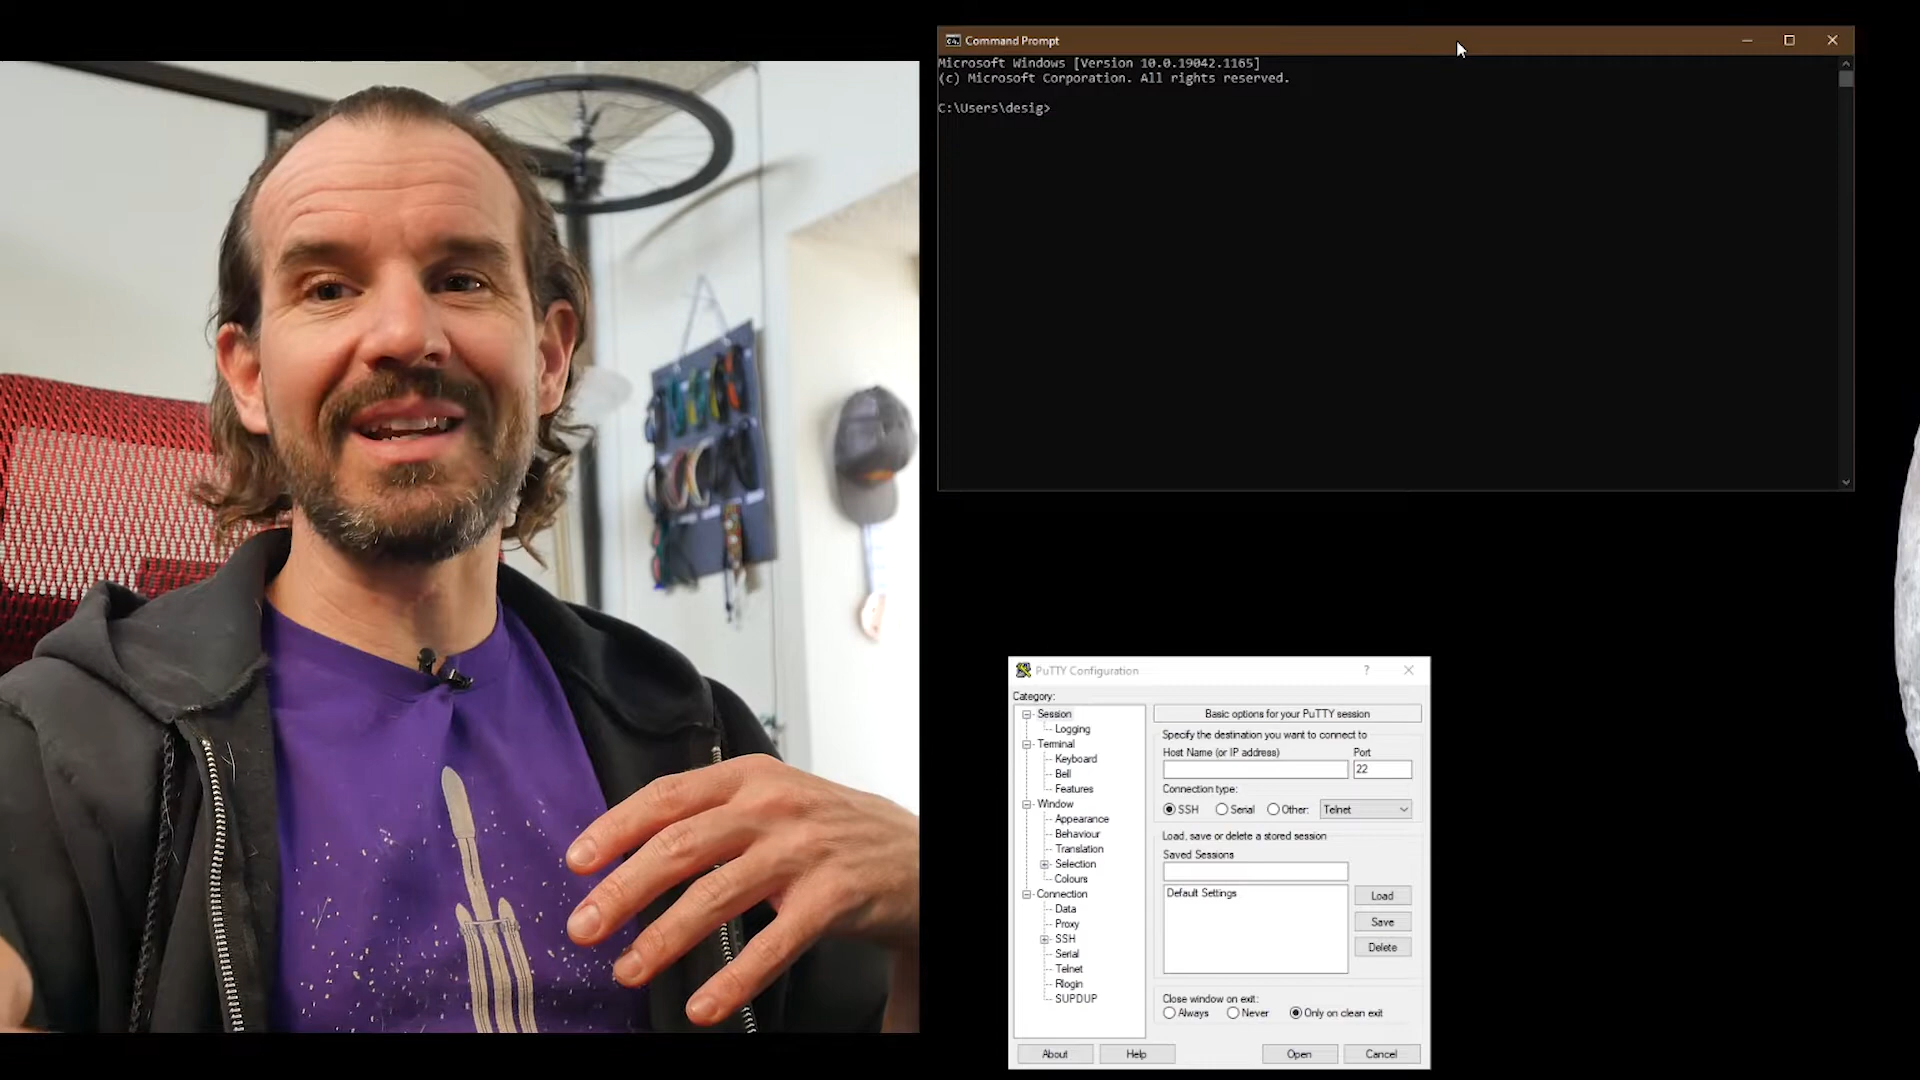 Command Prompt
Microsoft Windows [Version 10.0.19042.1165]
(c) Microsoft Corporation. All rights reserved.
C:\Users\desig>
PuTTY Configuration
?
Category:
Session
Logging
Terminal
Keyboard
Bell
Features
Window
Appearance
Behaviour
Translation
Selection
Colours
Connection
Data
Proxy
SSH
Serial
Telnet
Rlogin
SUPDUP
Basic options for your PuTTY session
Specify the destination you want to connect to
Host Name (or IP address) Port
22
Connection type:
SSH Serial Other: Telnet
Load, save or delete a stored session
Saved Sessions
Default Settings
Load
Save
Delete
Close window on exit:
Always Never Only on clean exit
About Help Open Cancel